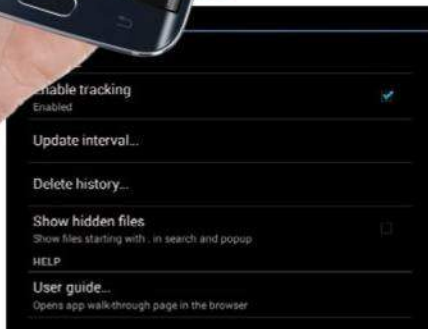 Enable tracking
Enabled
Update interval...
Delete history...
Show hidden files
Show files starting with . in search and popup
HELP
User guide...
Opens app walk-through page in the browser